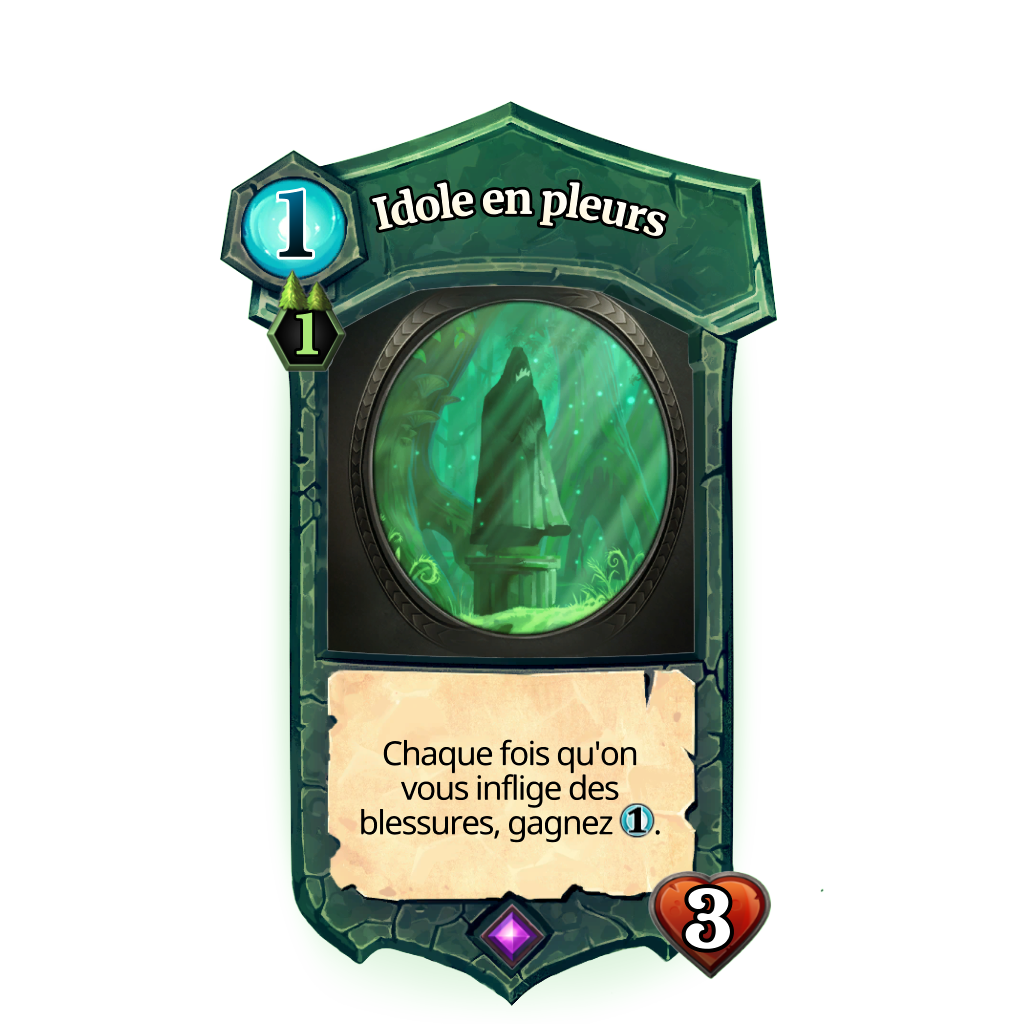 1
Idole en pleurs
1
Chaque fois qu'on
vous inflige des
blessures, gagnez 1.
3